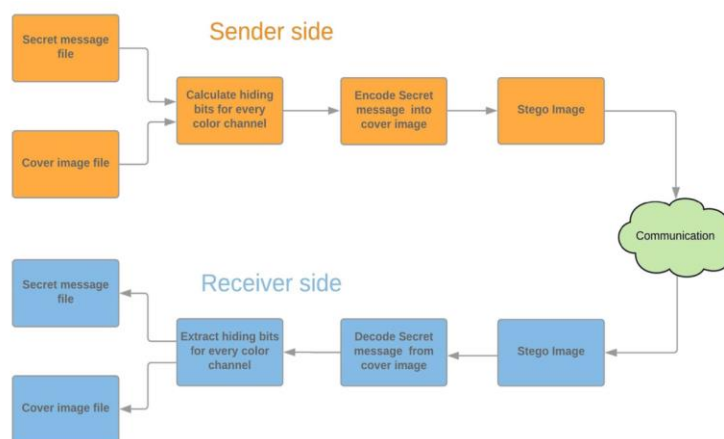 Sender side
Secret message
file
Calculate hiding
bits for every
color channel
Encode Secret
message into
cover image
Stego Image
Cover image file
Communication
Receiver side
Secret message
file
Extract hiding bits
for every color
channel
Decode Secret
message from
cover image
Stego Image
Cover image file